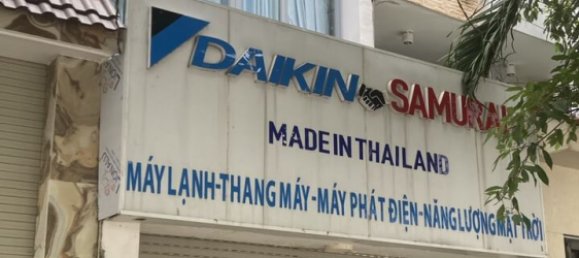 DAIKIN SAMURAI
MADE IN THAILAND
MÁY LẠNH-THANG MÁY-MÁY PHÁT ĐIỆN-NĂNG LƯỢNG MẶT TRỜI